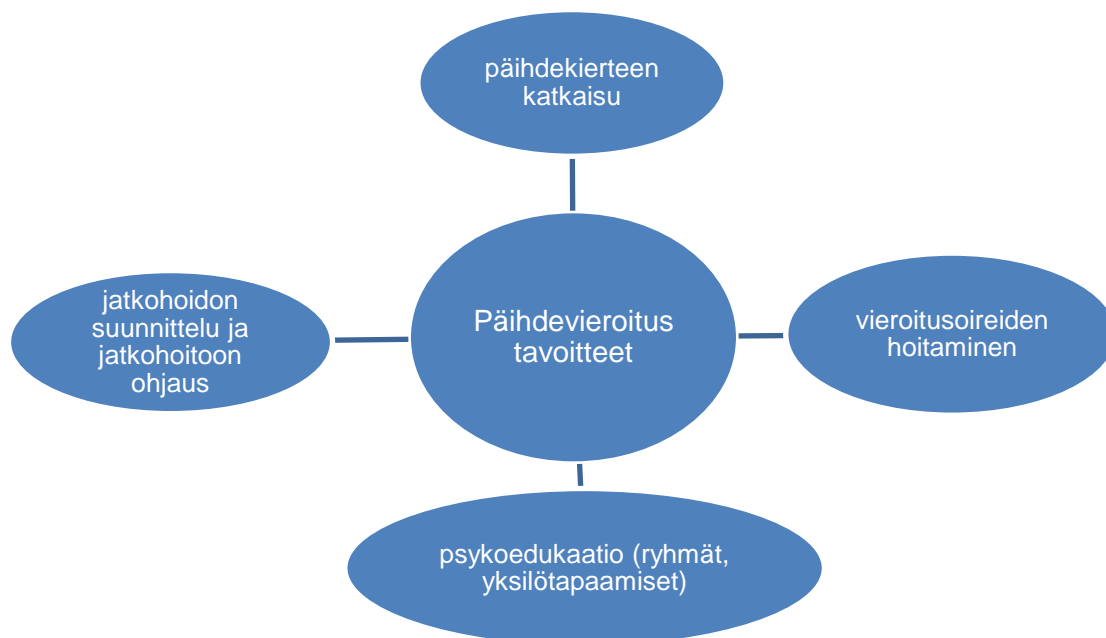 päihdekierteen
katkaisu
jatkohoidon
suunnittelu ja
jatkohoitoon
ohjaus
Päihdevieroitus
tavoitteet
vieroitusoireiden
hoitaminen
psykoedukaatio (ryhmät,
yksilötapaamiset)